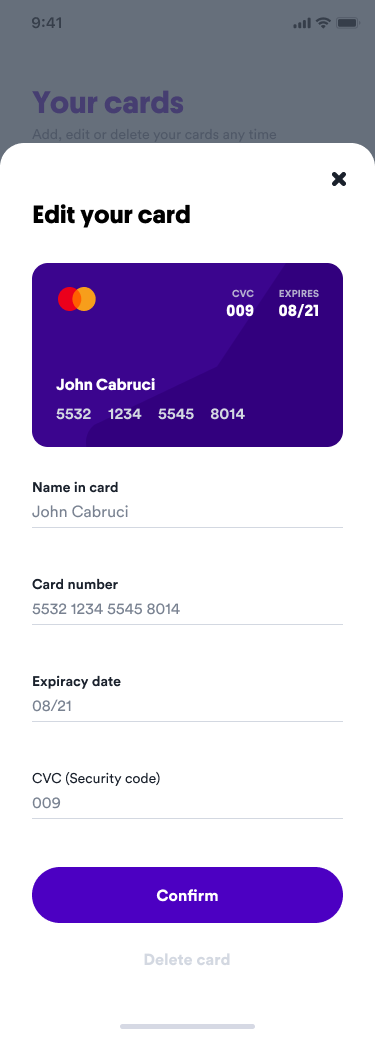 9:41
Your cards
Add, edit or delete your cards any time
Edit your card
CVC EXPIRES
009 08/21
John Cabruci
5532 1234 5545 8014
Name in card
John Cabruci
Card number
5532 1234 5545 8014
Expiracy date
08/21
CVC (Security code)
009
Confirm
Delete card